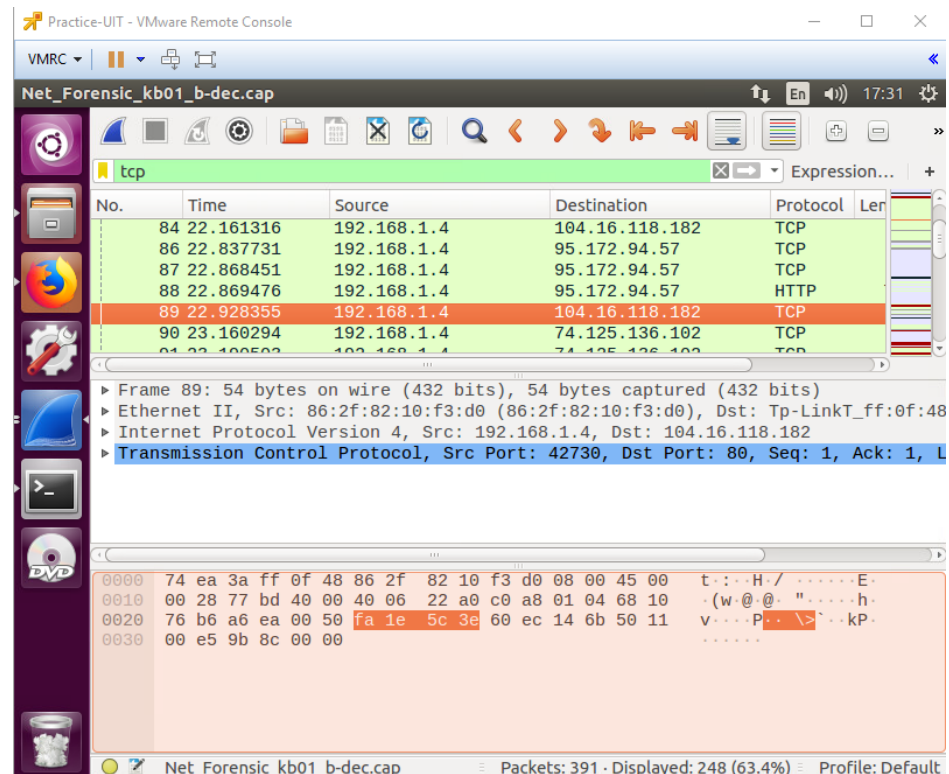 Practice-UIT - VMware Remote Console
VMRC
Net_Forensic_kb01_b-dec.cap En 17:31
tcp Expression… +
No. Time Source Destination Protocol Len
84 22.161316 192.168.1.4 104.16.118.182 TCP
86 22.837731 192.168.1.4 95.172.94.57 TCP
87 22.868451 192.168.1.4 95.172.94.57 TCP
88 22.869476 192.168.1.4 95.172.94.57 HTTP
89 22.928355 192.168.1.4 104.16.118.182 TCP
90 23.160294 192.168.1.4 74.125.136.102 TCP
Frame 89: 54 bytes on wire (432 bits), 54 bytes captured (432 bits)
Ethernet II, Src: 86:2f:82:10:f3:d0 (86:2f:82:10:f3:d0), Dst: Tp-LinkT_ff:0f:48
Internet Protocol Version 4, Src: 192.168.1.4, Dst: 104.16.118.182
Transmission Control Protocol, Src Port: 42730, Dst Port: 80, Seq: 1, Ack: 1, L
0000 74 ea 3a ff 0f 48 86 2f 82 10 f3 d0 08 00 45 00 t·:··H·/ ······E·
0010 00 28 77 bd 40 00 40 06 22 a0 c0 a8 01 04 68 10 ·(w·@·@· "·····h·
0020 76 b6 a6 ea 00 50 fa 1e 5c 3e 60 ec 14 6b 50 11 v····P·· \>`··kP·
0030 00 e5 9b 8c 00 00 ······
DVD
Net_Forensic_kb01_b-dec.cap Packets: 391 · Displayed: 248 (63.4%) Profile: Default